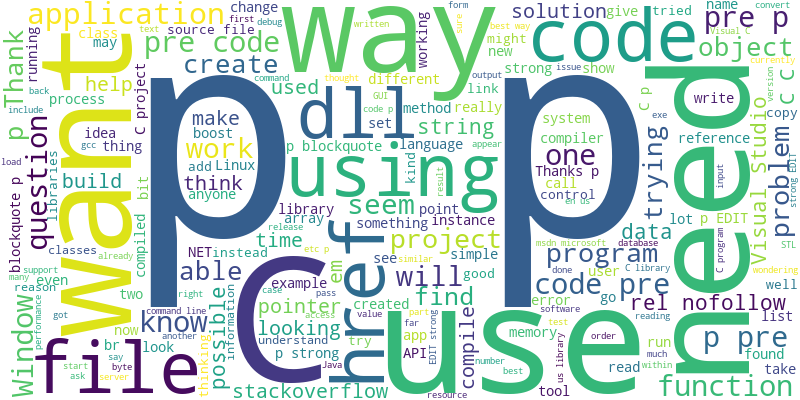 application
change
first
debug
text
class
source file
may
running
p Thank
help
process
include
back
load
gcc
idea
thing
libraries
question
blockquote p
want
pre code
create
used
make
boost
work
add
Linux
think
anyone
build
compiled
bit
C project
classes
already
support
many
even
reason
performance
got
now
two
br
look
say
byte
start
ask
server
Window
file
know
able
NET
instead
time
possible
looking
command line
right
another
thinking
information
stackoverflow
p
way
dll
using
p blockquote
seem
library
array
something
point
instance
string
method
language
kind
set
different
GUI
command
written
thought
link
really
code p
appear
result
working
might
new
strong
form
best way
output
issue
show
solution
give
tried
code
pre p
name
convert
sure
object
Visual C
currently
version
exe
copy
write
reference
system
compiler
one
Thanks p
call
control
en us
C p
trying
data
lot
p EDIT
Visual Studio
problem
C C
strong EDIT
STL
input
C program
need
wondering
msdn microsoft
database
program
done
user
C library
code pre
error
go
software
rel nofollow
well
list
reading
memory
test
order
read
run
much
within
found
take
p pre
function
tool
us library
compile
number
best
resource
EDIT strong
API
app
far
part
similar
access
value
try
created
see
simple
good
project
will
find
em
href
example
pointer
release
case
pass
etc p
understand
p strong
Java
C
use
p